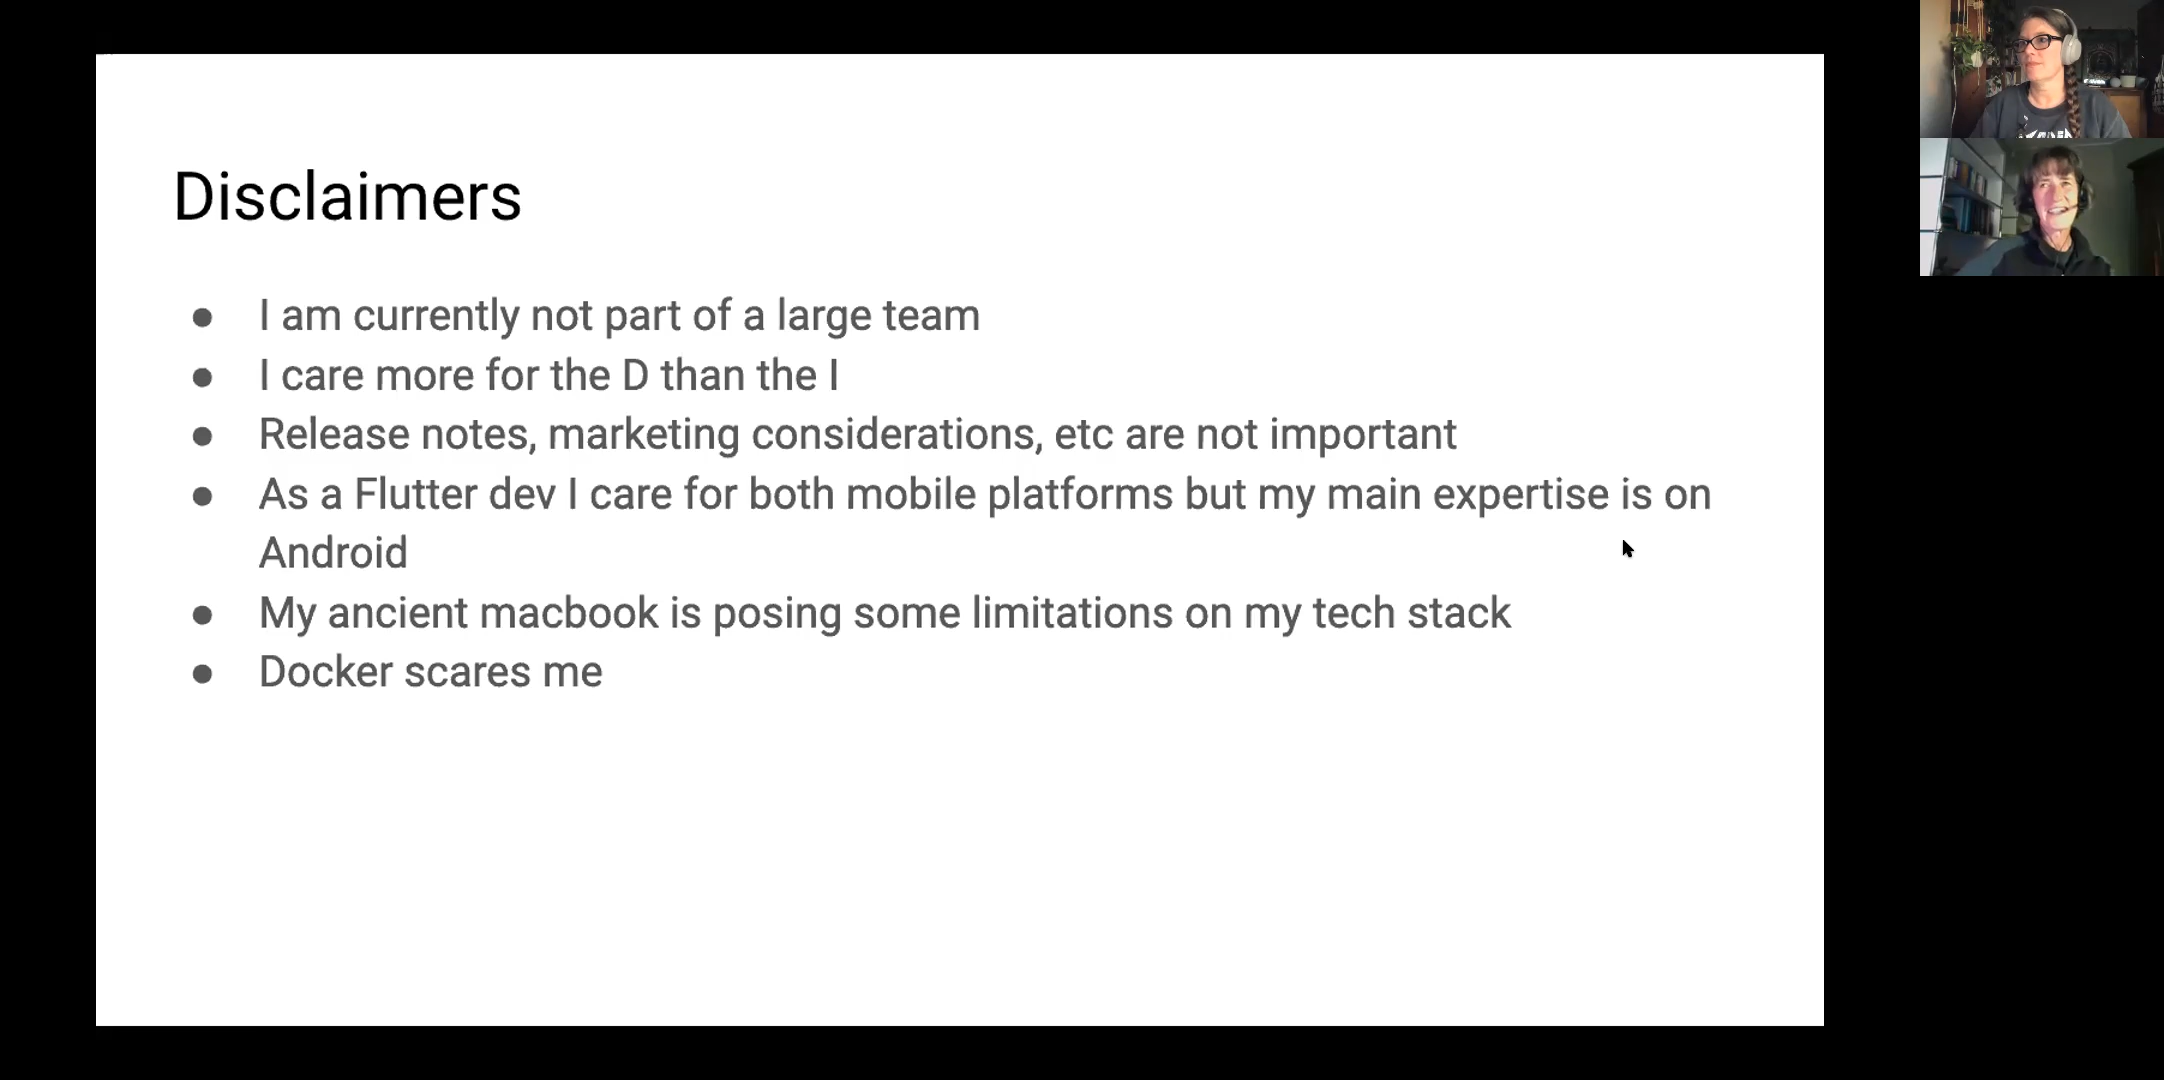 Disclaimers
● I am currently not part of a large team
● I care more for the D than the I
● Release notes, marketing considerations, etc are not important
● As a Flutter dev I care for both mobile platforms but my main expertise is on
Android
● My ancient macbook is posing some limitations on my tech stack
● Docker scares me